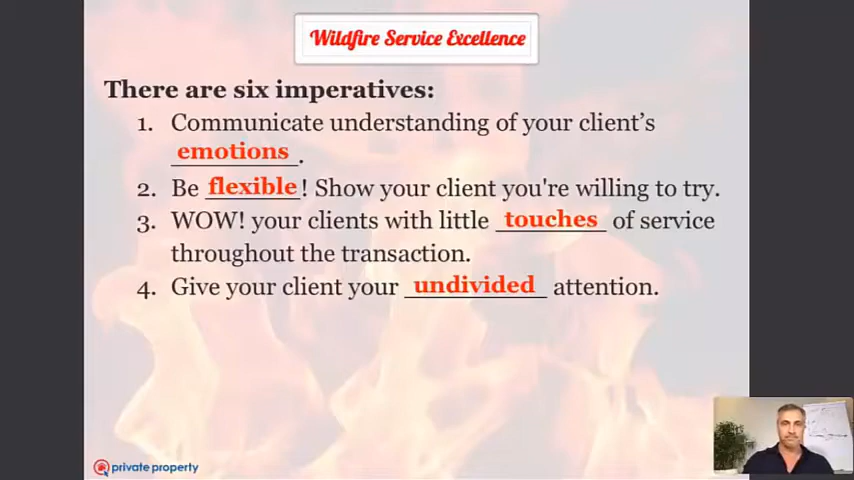 Wildfire Service Excellence
There are six imperatives:
1. Communicate understanding of your client's
emotions.
2. Be flexible! Show your client you're willing to try.
3. WOW! your clients with little touches of service
throughout the transaction.
4. Give your client your undivided attention.
private property